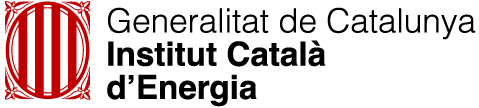 Generalitat de Catalunya
Institut Català
d'Energia